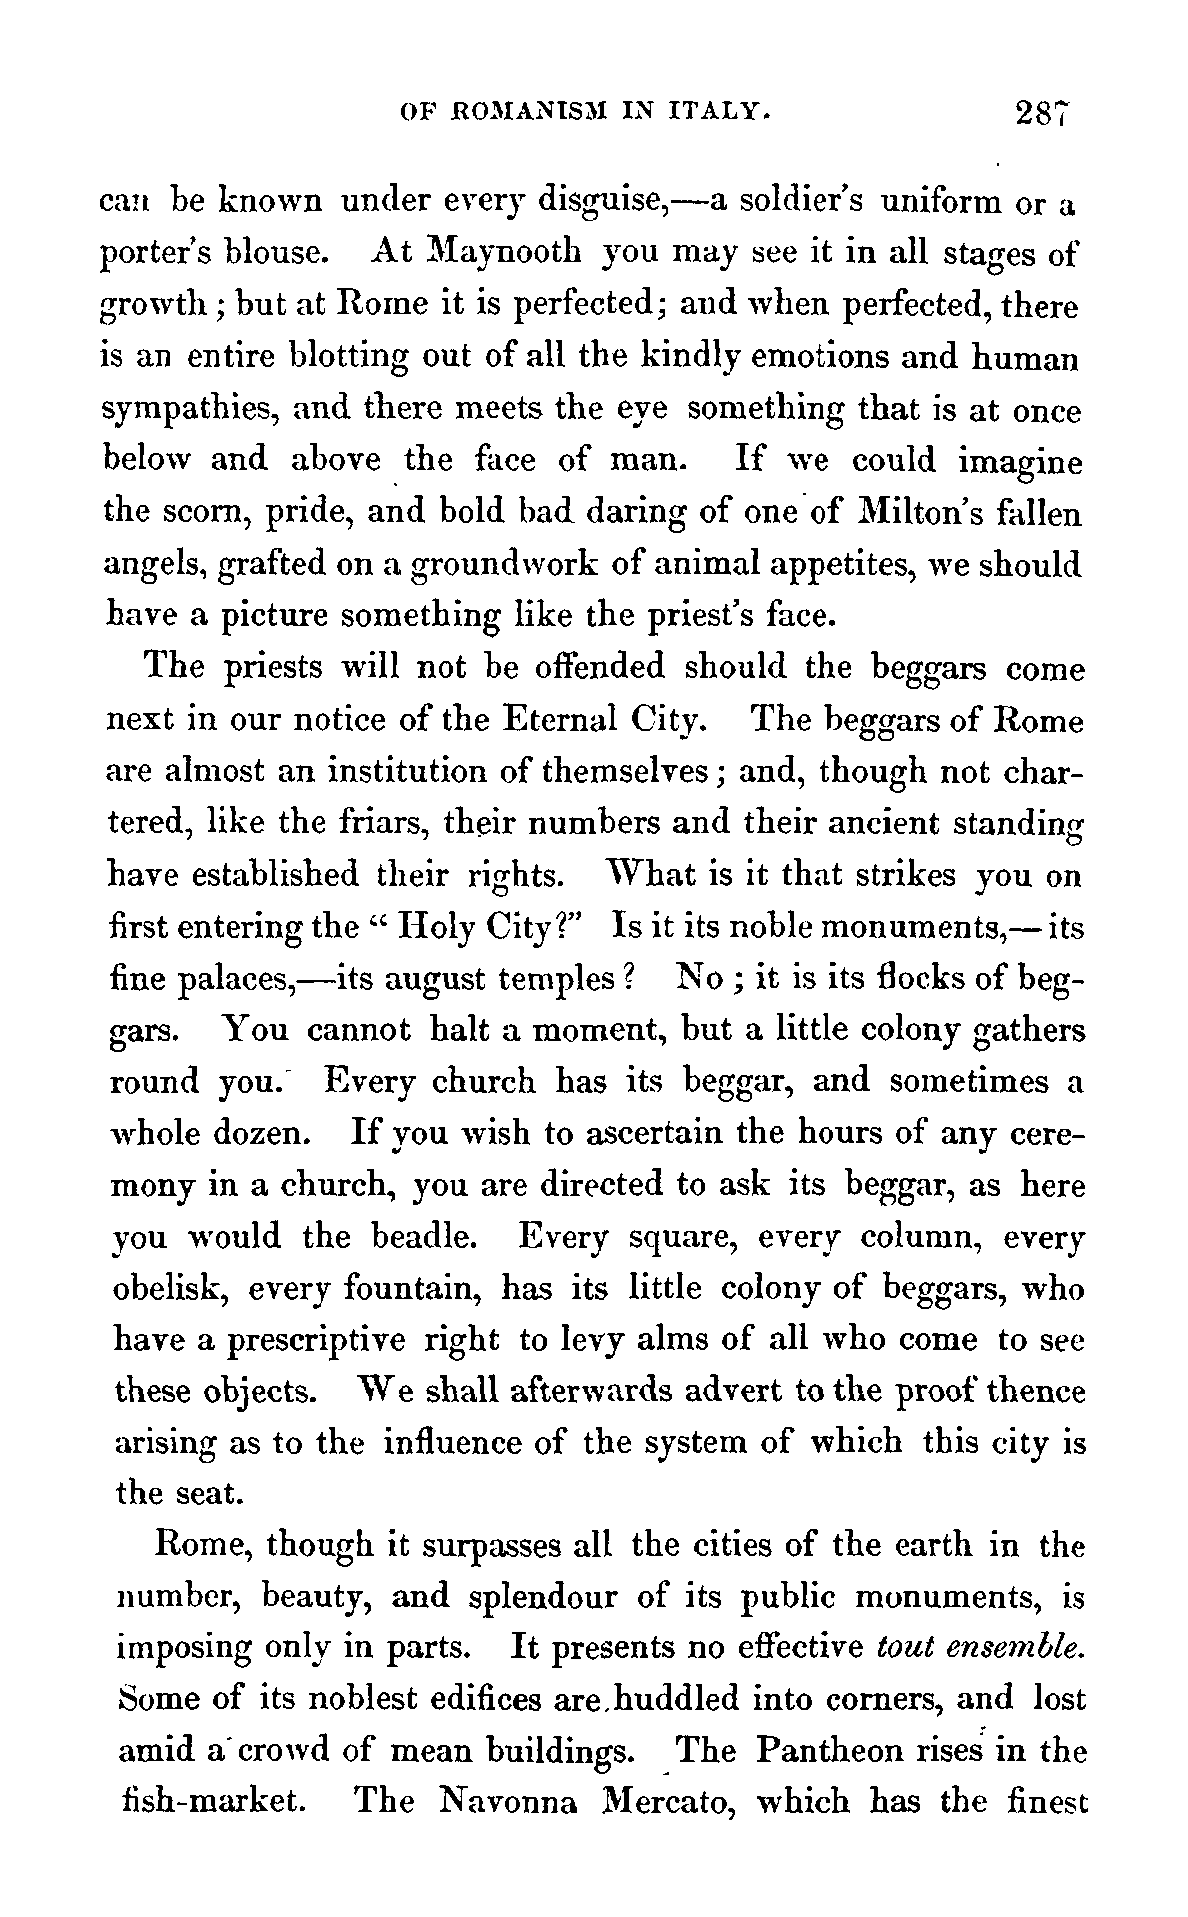 OF ROMANISM IN ITALY. 287
can be known under every disguise,—a soldier's uniform or a
porter's blouse. At Maynooth you may see it in all stages of
growth ; but at Rome it is perfected; and when perfected, there
is an entire blotting out of all the kindly emotions and human
sympathies, and there meets the eye something that is at once
below and above the face of man. If we could imagine
the scorn, pride, and bold bad daring of one of Milton's fallen
angels, grafted on a groundwork of animal appetites, we should
have a picture something like the priest's face.
The priests will not be offended should the beggars come
next in our notice of the Eternal City. The beggars of Rome
are almost an institution of themselves ; and, though not char-
tered, like the friars, their numbers and their ancient standing
have established their rights. What is it that strikes you on
first entering the “ Holy City?” Is it its noble monuments,—its
fine palaces,—its august temples ? No ; it is its flocks of beg-
gars. You cannot halt a moment, but a little colony gathers
round you. Every church has its beggar, and sometimes a
whole dozen. If you wish to ascertain the hours of any cere-
mony in a church, you are directed to ask its beggar, as here
you would the beadle. Every square, every column, every
obelisk, every fountain, has its little colony of beggars, who
have a prescriptive right to levy alms of all who come to see
these objects. We shall afterwards advert to the proof thence
arising as to the influence of the system of which this city is
the seat.
Rome, though it surpasses all the cities of the earth in the
number, beauty, and splendour of its public monuments, is
imposing only in parts. It presents no effective tout ensemble.
Some of its noblest edifices are huddled into corners, and lost
amid a crowd of mean buildings. The Pantheon rises in the
fish-market. The Navonna Mercato, which has the finest